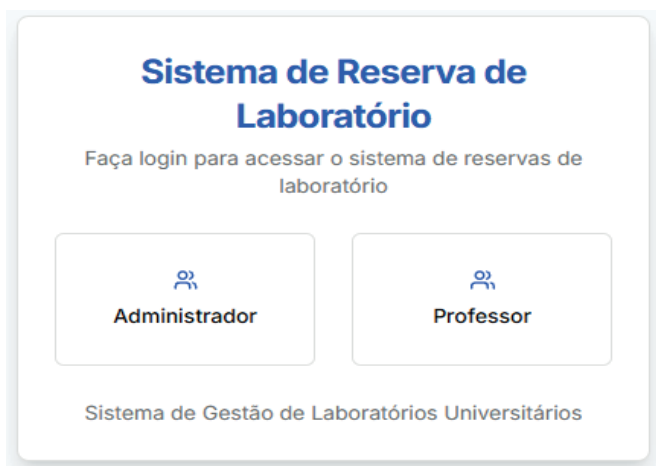 Sistema de Reserva de
Laboratório
Faça login para acessar o sistema de reservas de
laboratório
Administrador
Professor
Sistema de Gestão de Laboratórios Universitários